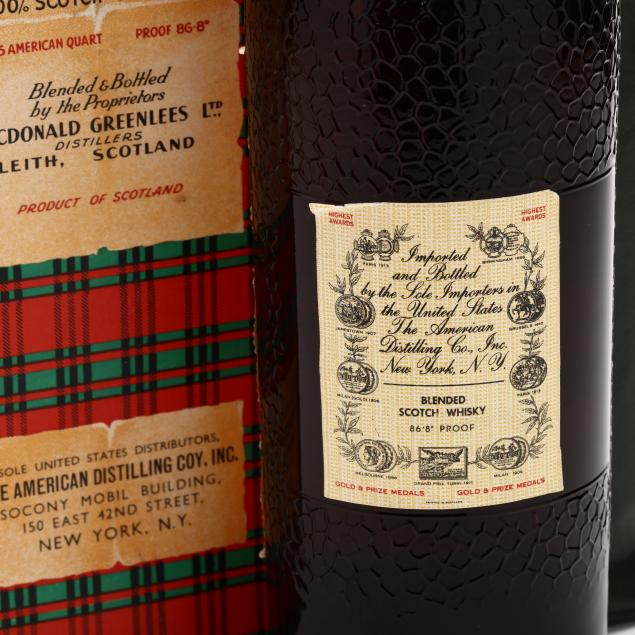 00% SCOTCH
5 AMERICAN QUART PROOF 86·8°
Blended & Bottled
by the Proprietors
CDONALD GREENLEES LTD.,
DISTILLERS
LEITH, SCOTLAND
PRODUCT OF SCOTLAND
SOLE UNITED STATES DISTRIBUTORS,
E AMERICAN DISTILLING COY, INC.
SOCONY MOBIL BUILDING,
150 EAST 42ND STREET,
NEW YORK, N.Y.
HIGHEST
AWARDS
HIGHEST
AWARDS
Imported
and Bottled
by the Sole Importers in
the United States
The American
Distilling Co., Inc.
New York, N. Y.
BLENDED
SCOTCH WHISKY
86·8° PROOF
GOLD & PRIZE MEDALS GOLD & PRIZE MEDALS